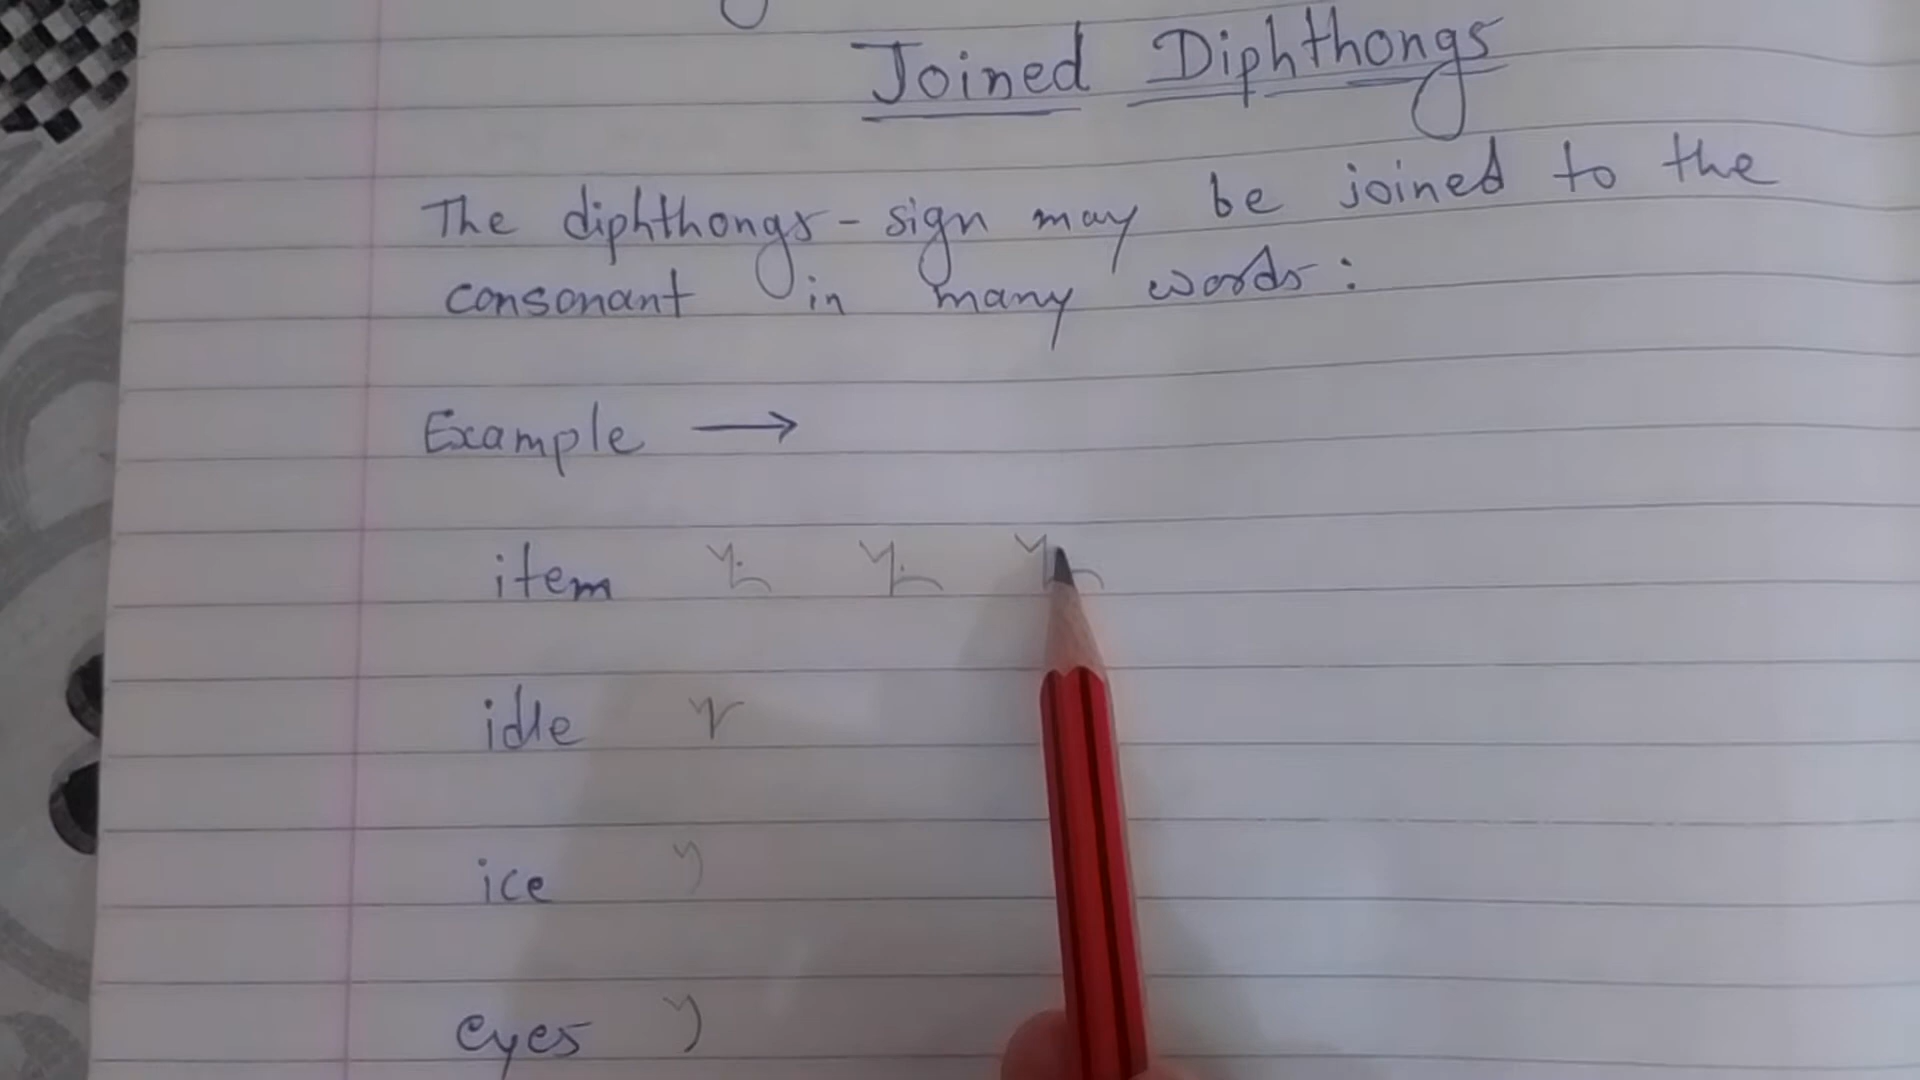 Joined Diphthongs
The diphthongs - sign may be joined to the
consonant in many words :
Example →
item
idle
ice
eyes